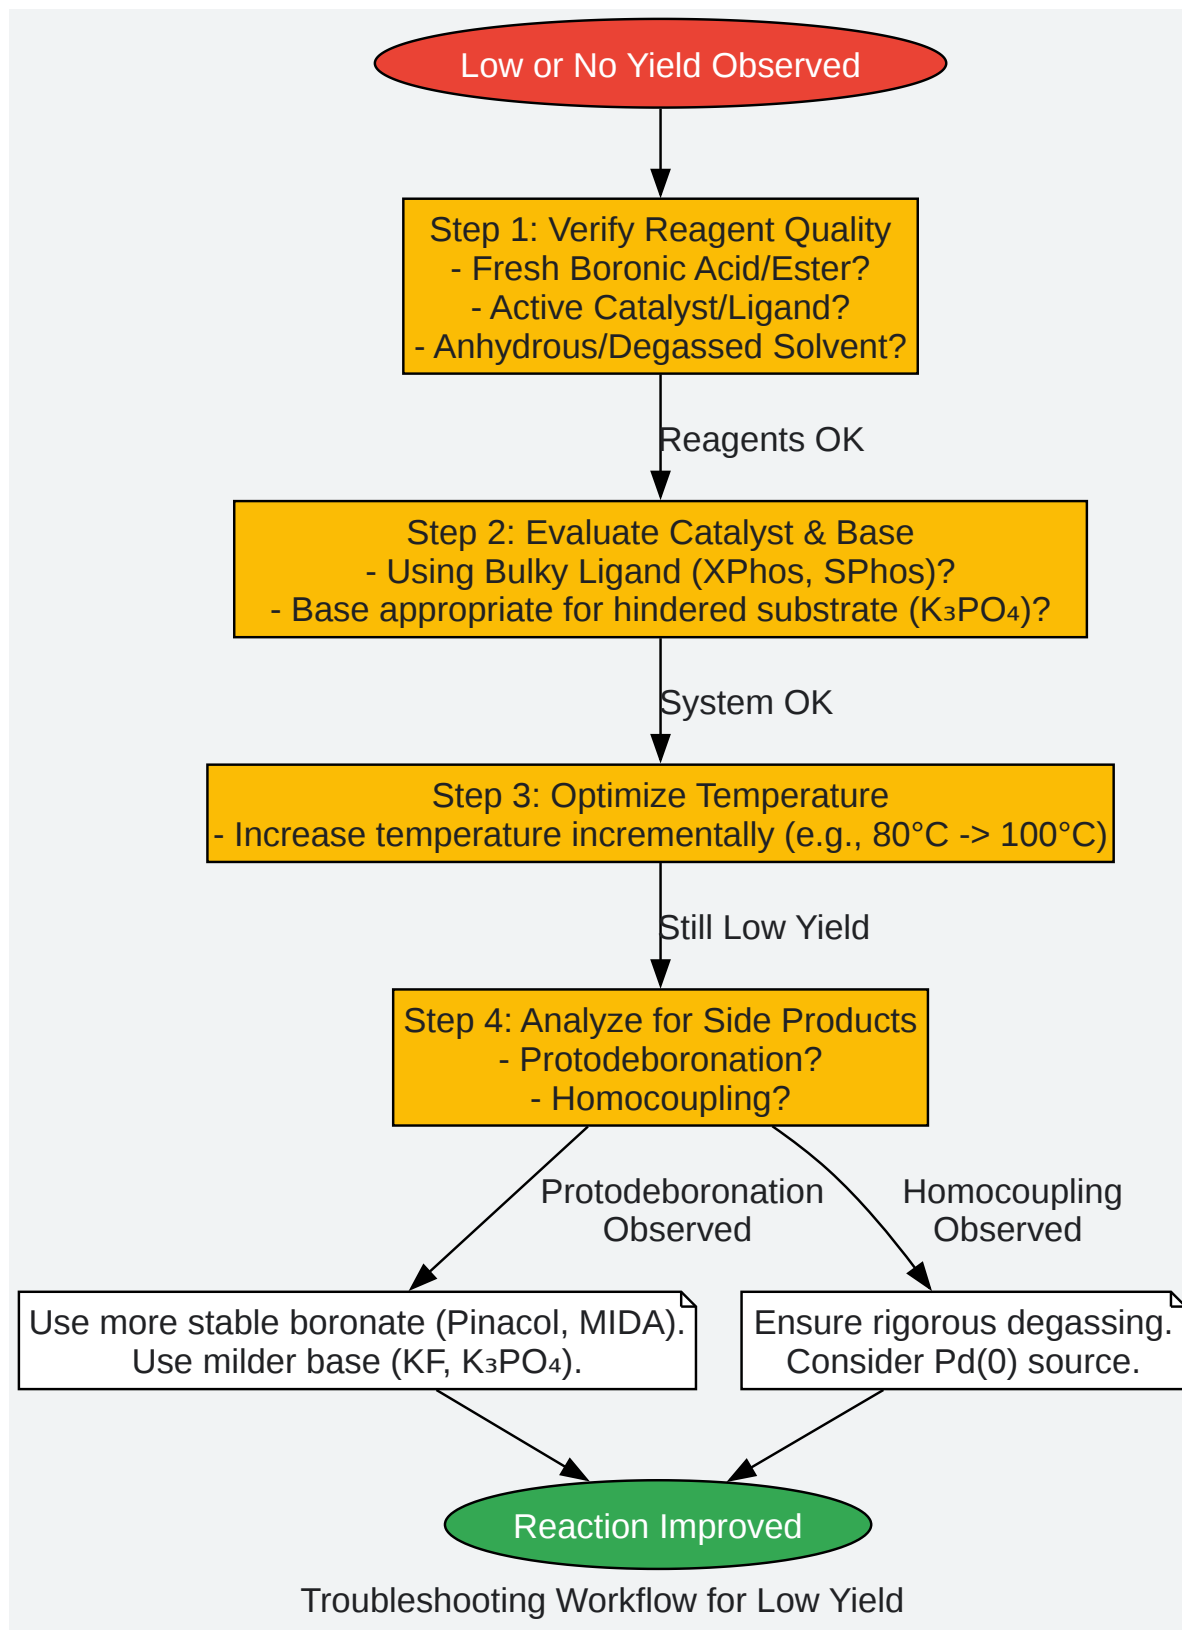 Low or No Yield Observed
Step 1: Verify Reagent Quality
- Fresh Boronic Acid/Ester?
- Active Catalyst/Ligand?
- Anhydrous/Degassed Solvent?
Reagents OK
Step 2: Evaluate Catalyst & Base
- Using Bulky Ligand (XPhos, SPhos)?
- Base appropriate for hindered substrate (K₃PO₄)?
System OK
Step 3: Optimize Temperature
- Increase temperature incrementally (e.g., 80°C -> 100°C)
Still Low Yield
Step 4: Analyze for Side Products
- Protodeboronation?
- Homocoupling?
Protodeboronation
Observed
Homocoupling
Observed
Use more stable boronate (Pinacol, MIDA).
Use milder base (KF, K₃PO₄).
Ensure rigorous degassing.
Consider Pd(0) source.
Reaction Improved
Troubleshooting Workflow for Low Yield